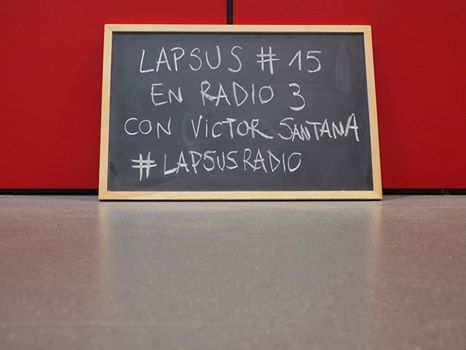 LAPSUS # 15
EN RADIO 3
CON VICTOR SANTANA
#LAPSUSRADIO